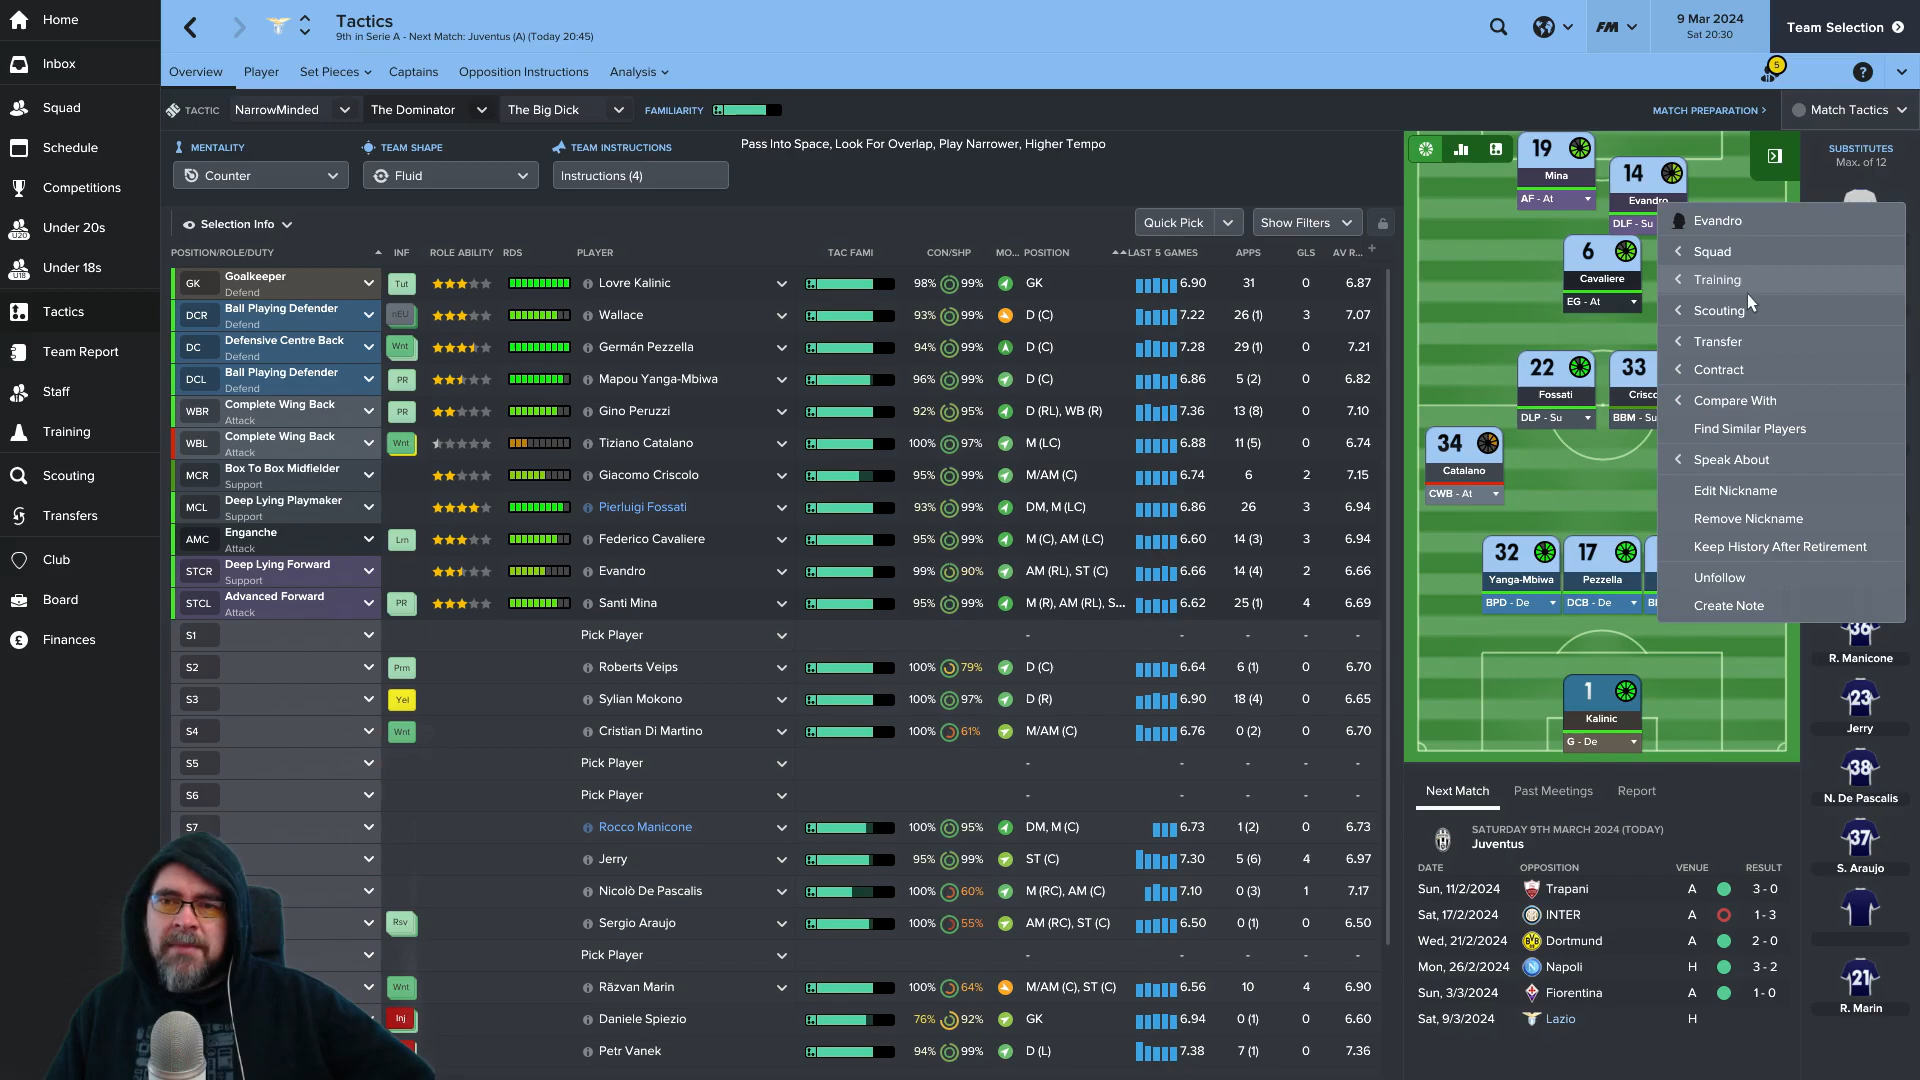 Home
Inbox
Squad
Schedule
Competitions
Under 20s
Under 18s
Tactics
Team Report
Staff
Training
Scouting
Transfers
Club
Board
Finances
Tactics
9th in Serie A - Next Match: Juventus (A) (Today 20:45)
FM
9 Mar 2024
Sat 20:30
Team Selection
Overview
Player
Set Pieces
Captains
Opposition Instructions
Analysis
5
TACTIC
NarrowMinded
The Dominator
The Big Dick
FAMILIARITY
MATCH PREPARATION >
Match Tactics
MENTALITY
Counter
TEAM SHAPE
Fluid
TEAM INSTRUCTIONS
Instructions (4)
Pass Into Space, Look For Overlap, Play Narrower, Higher Tempo
Selection Info
Quick Pick
Show Filters
POSITION/ROLE/DUTY INF ROLE ABILITY RDS PLAYER TAC FAMI CON/SHP MO... POSITION LAST 5 GAMES APPS GLS AV R...
GK Goalkeeper Defend Tut Lovre Kalinic 98% 99% GK 6.90 31 0 6.87
DCR Ball Playing Defender Defend nEU Wallace 93% 99% D (C) 7.22 26 (1) 3 7.07
DC Defensive Centre Back Defend Wnt Germán Pezzella 94% 99% D (C) 7.28 29 (1) 3 7.21
DCL Ball Playing Defender Defend PR Mapou Yanga-Mbiwa 96% 99% D (C) 6.86 5 (2) 0 6.82
WBR Complete Wing Back Attack PR Gino Peruzzi 92% 95% D (RL), WB (R) 7.36 13 (8) 0 7.10
WBL Complete Wing Back Attack Wnt Tiziano Catalano 100% 97% M (LC) 6.88 11 (5) 0 6.74
MCR Box To Box Midfielder Support Giacomo Criscolo 95% 99% M/AM (C) 6.74 6 2 7.15
MCL Deep Lying Playmaker Support Pierluigi Fossati 93% 99% DM, M (LC) 6.86 26 3 6.94
AMC Enganche Attack Lrn Federico Cavaliere 95% 99% M (C), AM (LC) 6.60 14 (3) 3 6.94
STCR Deep Lying Forward Support Evandro 99% 90% AM (RL), ST (C) 6.66 14 (4) 2 6.66
STCL Advanced Forward Attack PR Santi Mina 95% 99% M (R), AM (RL), S... 6.62 25 (1) 4 6.69
S1 Pick Player - - - - -
S2 Prm Roberts Veips 100% 79% D (C) 6.64 6 (1) 0 6.70
S3 Yel Sylian Mokono 100% 97% D (R) 6.90 18 (4) 0 6.65
S4 Wnt Cristian Di Martino 100% 61% M/AM (C) 6.76 0 (2) 0 6.70
S5 Pick Player - - - - -
S6 Pick Player - - - - -
S7 Rocco Manicone 100% 95% DM, M (C) 6.73 1 (2) 0 6.73
Jerry 95% 99% ST (C) 7.30 5 (6) 4 6.97
Nicolò De Pascalis 100% 60% M (RC), AM (C) 7.10 0 (3) 1 7.17
Rsv Sergio Araujo 100% 55% AM (RC), ST (C) 6.50 0 (1) 0 6.50
Pick Player - - - - -
Wnt Răzvan Marin 100% 64% M/AM (C), ST (C) 6.56 10 4 6.90
Inj Daniele Spiezio 76% 92% GK 6.94 0 (1) 0 6.60
Petr Vanek 94% 99% D (L) 7.38 7 (1) 0 7.36
19
Mina
AF - At
14
Evandro
DLF - Su
6
Cavaliere
EG - At
22
Fossati
DLP - Su
33
Crisco
BBM - Su
34
Catalano
CWB - At
32
Yanga-Mbiwa
BPD - De
17
Pezzella
DCB - De
1
Kalinic
G - De
Evandro
Squad
Training
Scouting
Transfer
Contract
Compare With
Find Similar Players
Speak About
Edit Nickname
Remove Nickname
Keep History After Retirement
Unfollow
Create Note
SUBSTITUTES
Max. of 12
36
R. Manicone
23
Jerry
38
N. De Pascalis
37
S. Araujo
21
R. Marin
Next Match
Past Meetings
Report
SATURDAY 9TH MARCH 2024 (TODAY)
Juventus
DATE OPPOSITION VENUE RESULT
Sun, 11/2/2024 Trapani A 3 - 0
Sat, 17/2/2024 INTER A 1 - 3
Wed, 21/2/2024 Dortmund A 2 - 0
Mon, 26/2/2024 Napoli H 3 - 2
Sun, 3/3/2024 Fiorentina A 1 - 0
Sat, 9/3/2024 Lazio H